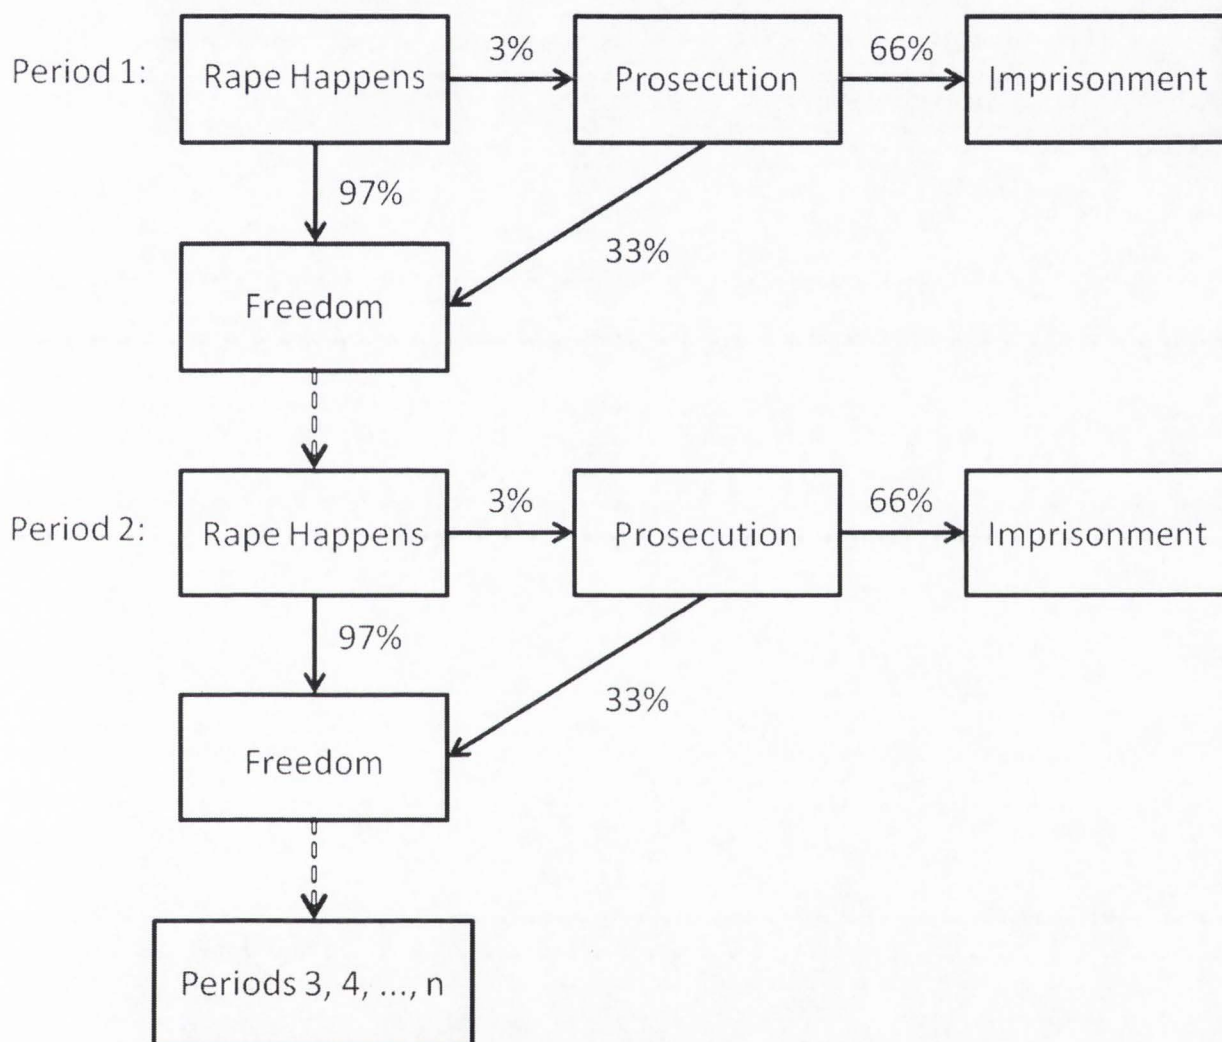 3%
66%
Period 1:
Rape Happens
Prosecution
Imprisonment
97%
33%
Freedom
3%
66%
Period 2:
Rape Happens
Prosecution
Imprisonment
97%
33%
Freedom
Periods 3, 4, ..., n